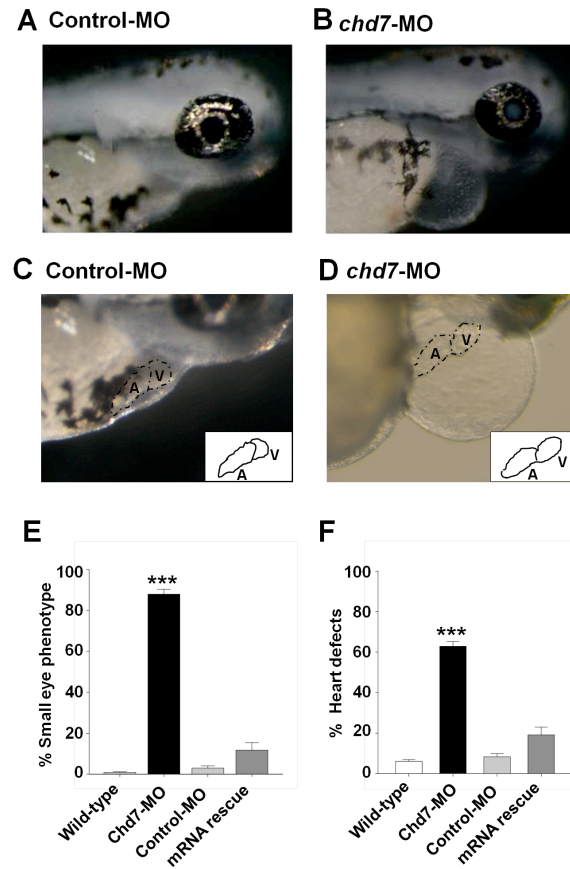 A Control-MO
B chd7-MO
C Control-MO
D chd7-MO
A
V
A
V
V
A
V
A
E
F
% Small eye phenotype
100
80
60
40
20
0
***
Wild-type
Chd7-MO
Control-MO
mRNA rescue
% Heart defects
100
80
60
40
20
0
***
Wild-type
Chd7-MO
Control-MO
mRNA rescue